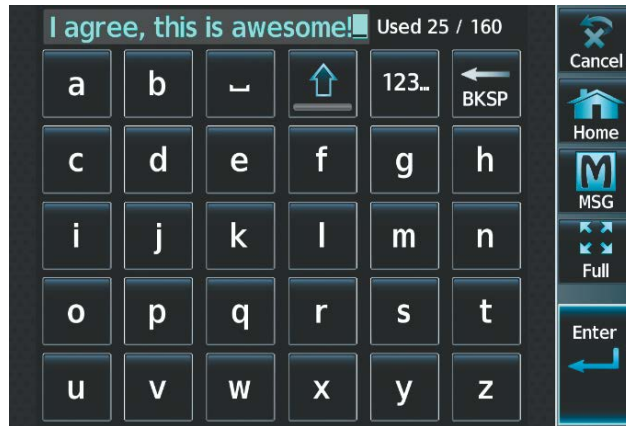 I agree, this is awesome! Used 25 / 160
Cancel
a b 123... BKSP
Home
c d e f g h
MSG
i j k l m n
Full
o p q r s t
Enter
u v w x y z